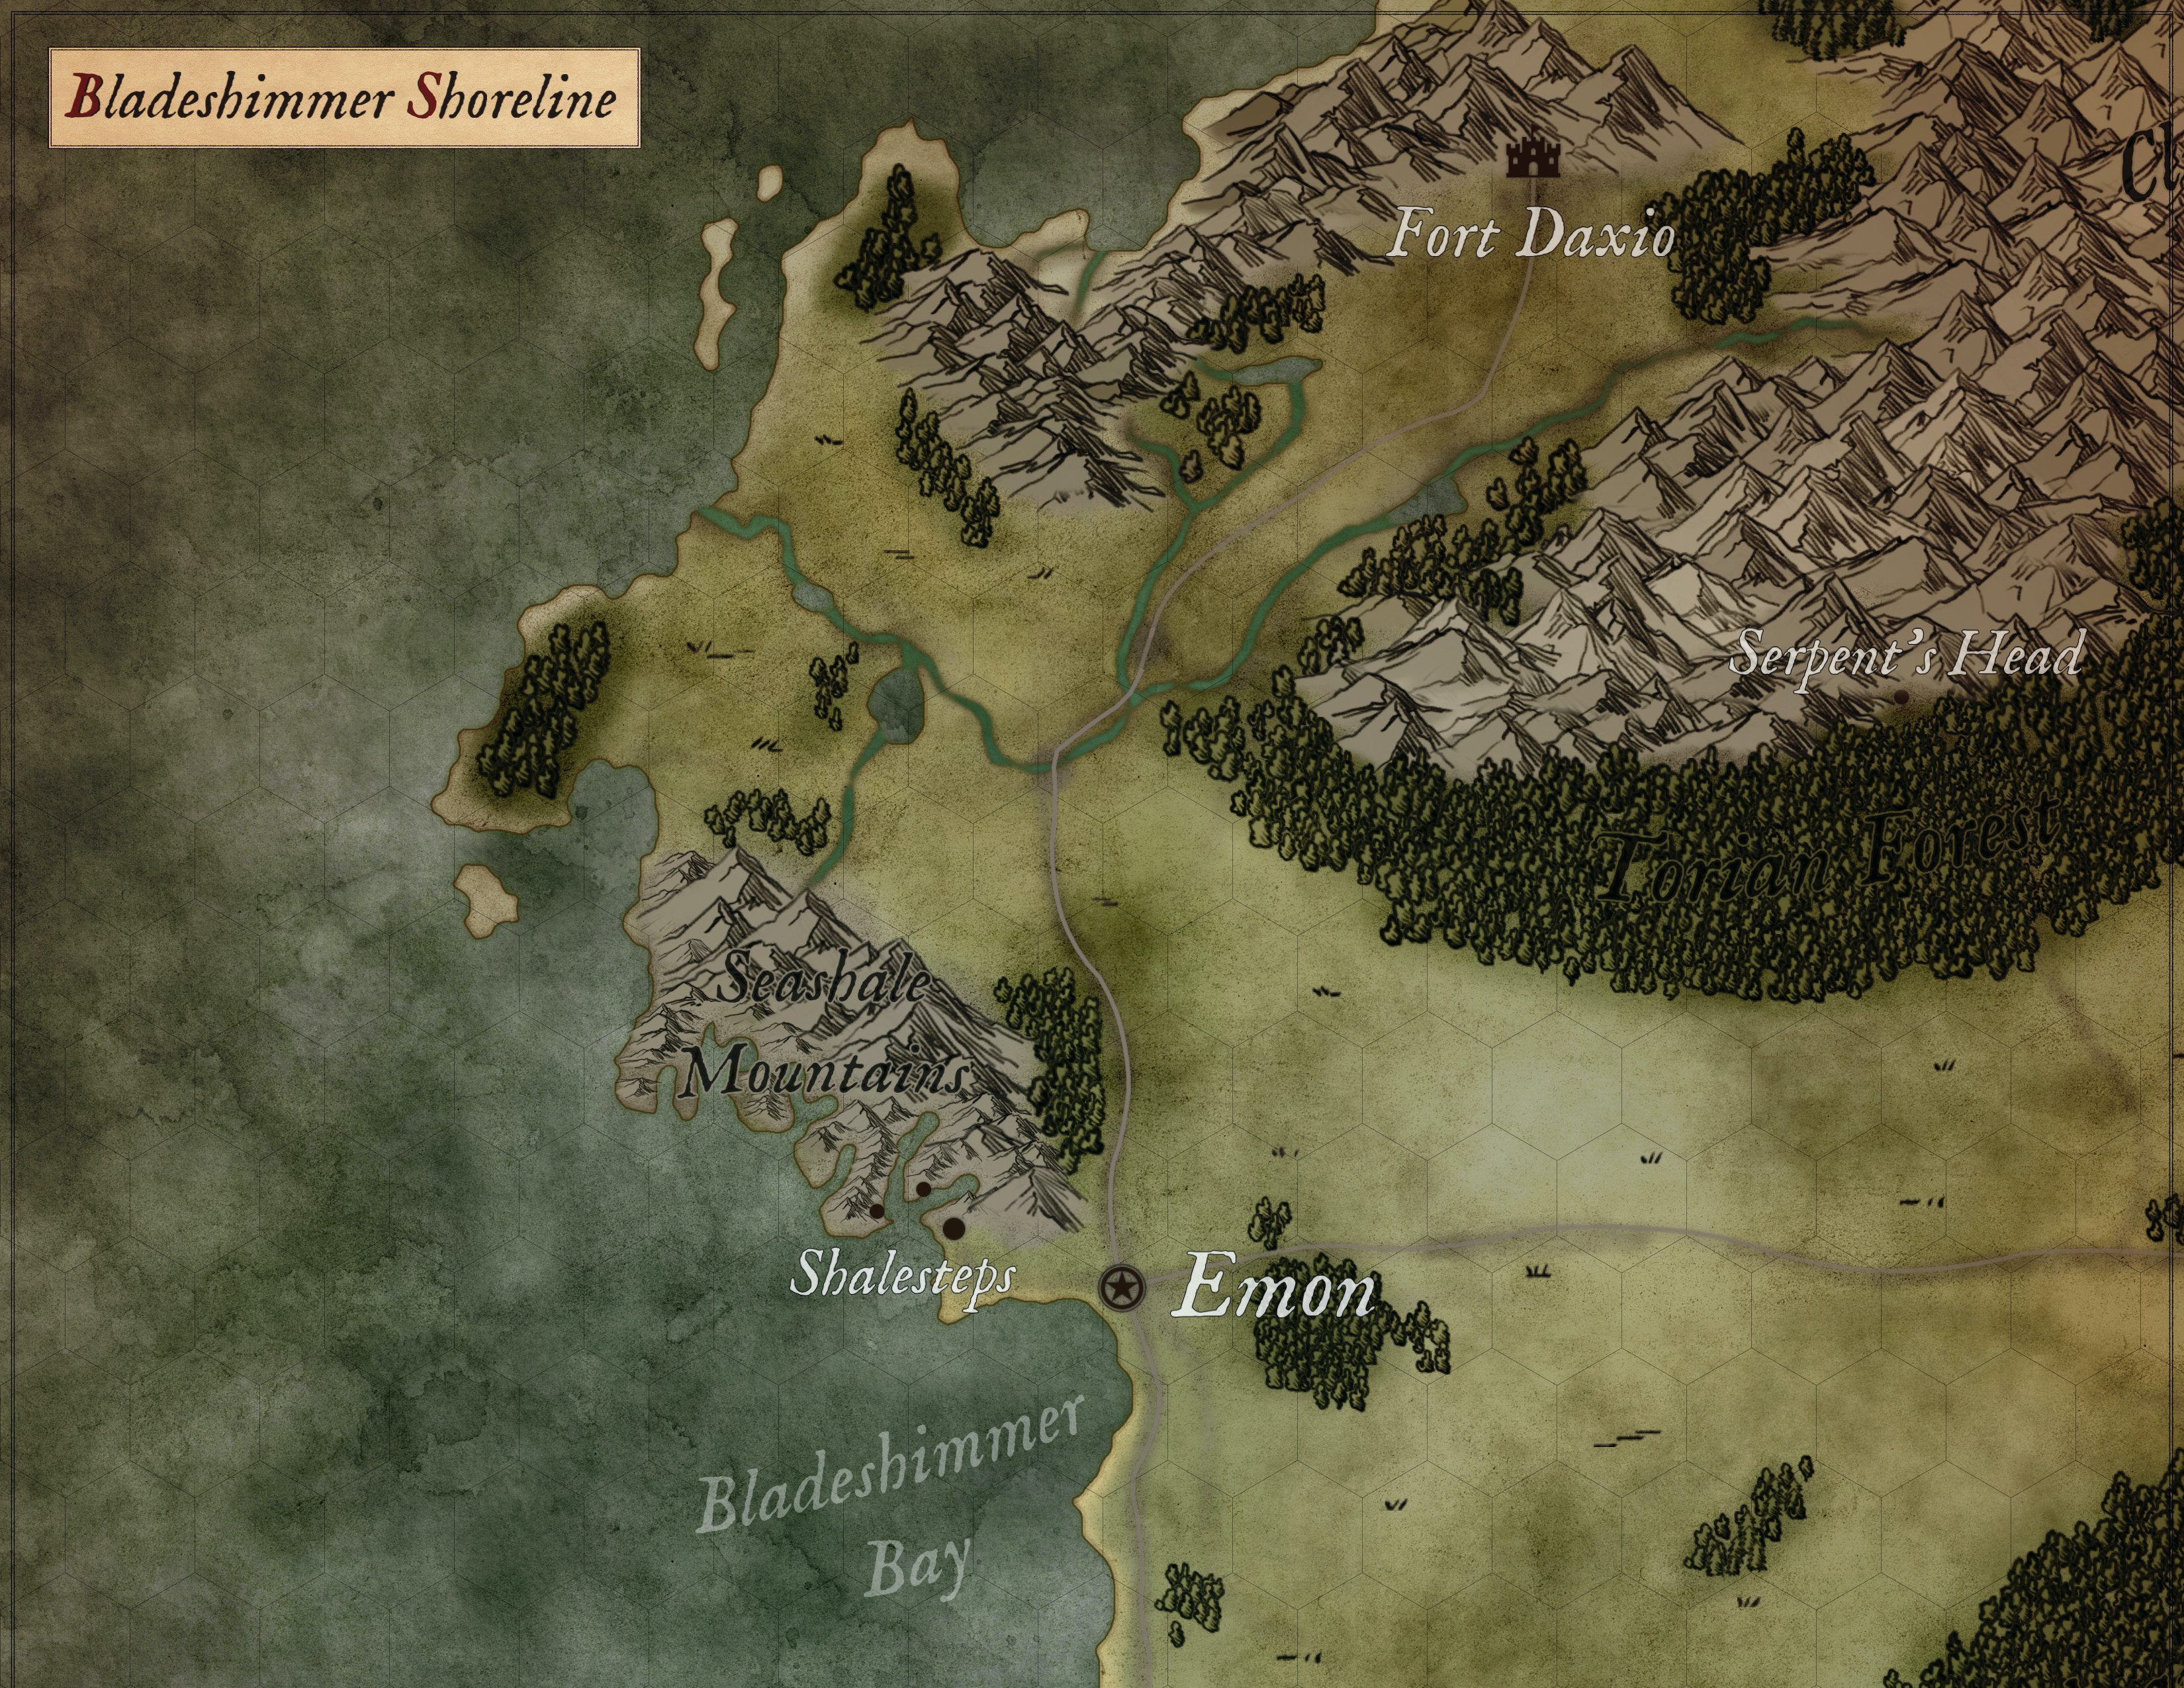 Bladeshimmer Shoreline
Fort Daxio
Serpent's Head
Torian Forest
Seashale
Mountains
Shalesteps
Emon
Bladeshimmer
Bay